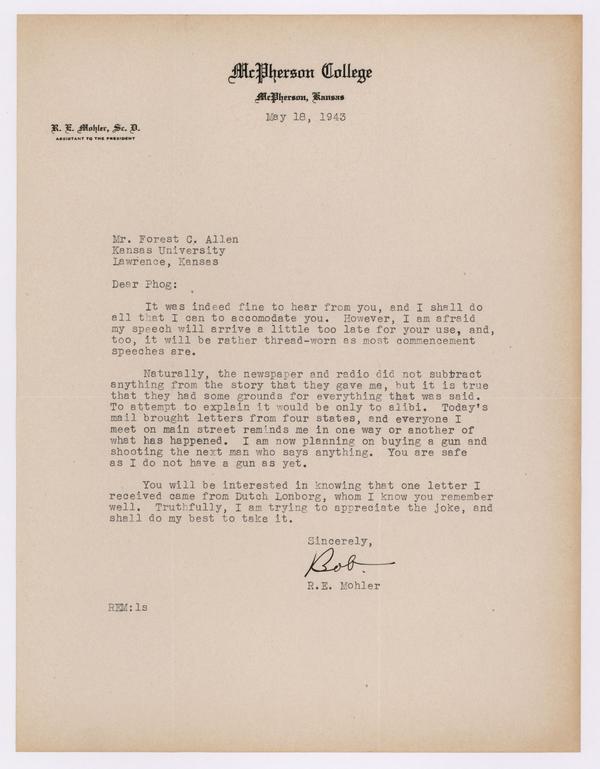 McPherson College
McPherson, Kansas
May 18, 1943
R. E. Mohler, Sc. D.
ASSISTANT TO THE PRESIDENT
Mr. Forest C. Allen
Kansas University
Lawrence, Kansas
Dear Phog:
It was indeed fine to hear from you, and I shall do
all that I can to accomodate you. However, I am afraid
my speech will arrive a little too late for your use, and,
too, it will be rather thread-worn as most commencement
speeches are.
Naturally, the newspaper and radio did not subtract
anything from the story that they gave me, but it is true
that they had some grounds for everything that was said.
To attempt to explain it would be only to alibi. Today's
mail brought letters from four states, and everyone I
meet on main street reminds me in one way or another of
what has happened. I am now planning on buying a gun and
shooting the next man who says anything. You are safe
as I do not have a gun as yet.
You will be interested in knowing that one letter I
received came from Dutch Lonborg, whom I know you remember
well. Truthfully, I am trying to appreciate the joke, and
shall do my best to take it.
Sincerely,
Bob.
R.E. Mohler
REM:ls